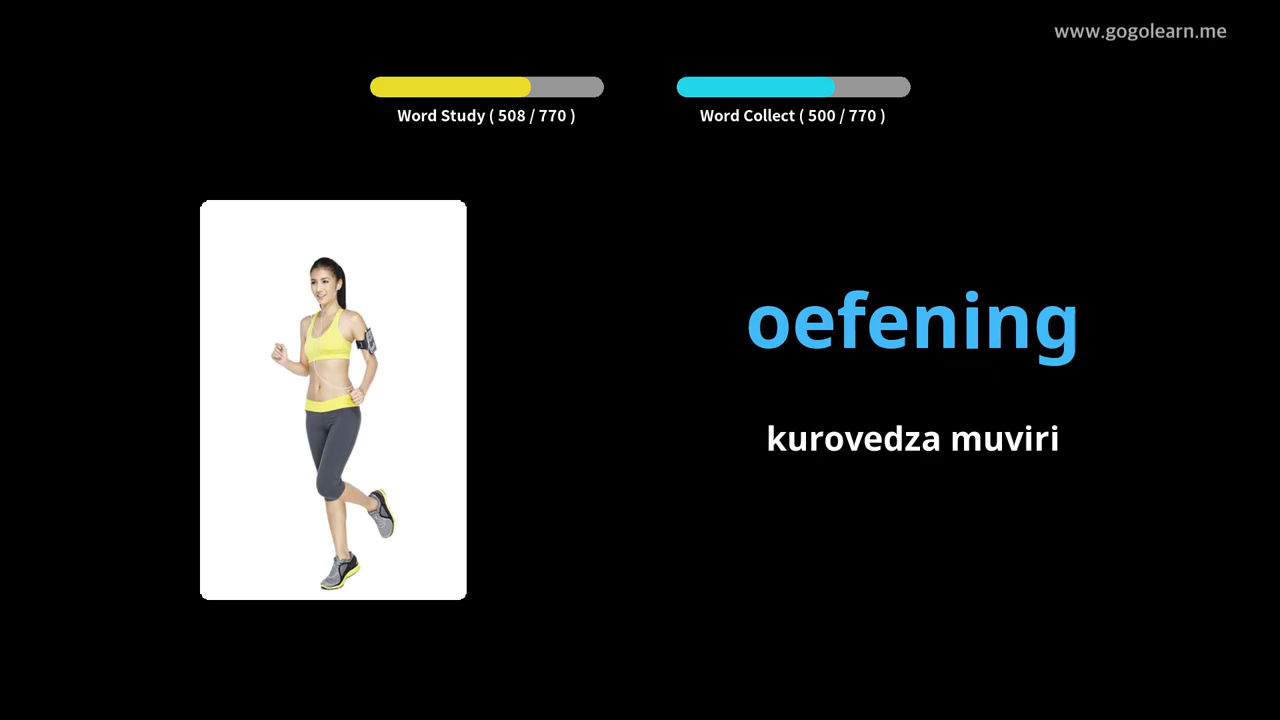 www.gogolearn.me
Word Study ( 508 / 770 )
Word Collect ( 500 / 770 )
oefening
kurovedza muviri